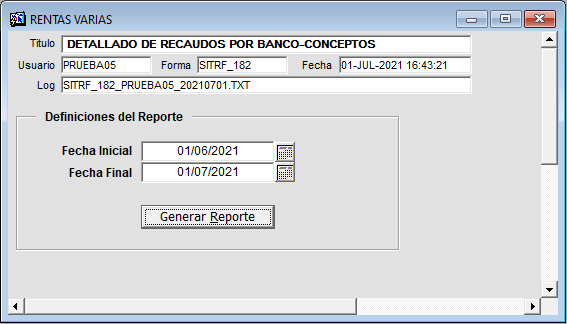 RENTAS VARIAS
Titulo DETALLADO DE RECAUDOS POR BANCO-CONCEPTOS
Usuario PRUEBA05 Forma SITRF_182 Fecha 01-JUL-2021 16:43:21
Log SITRF_182_PRUEBA05_20210701.TXT
Definiciones del Reporte
Fecha Inicial 01/06/2021
Fecha Final 01/07/2021
Generar Reporte